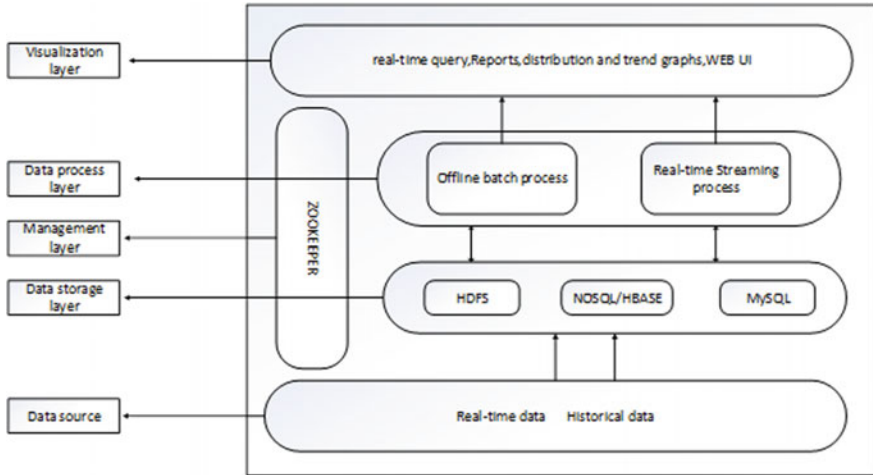 Visualization
layer
real-time query,Reports,distribution and trend graphs,WEB UI
Data process
layer
Offline batch process
Real-time Streaming
process
ZOOKEEPER
Management
layer
Data storage
layer
HDFS
NOSQL/HBASE
MySQL
Data source
Real-time data Historical data